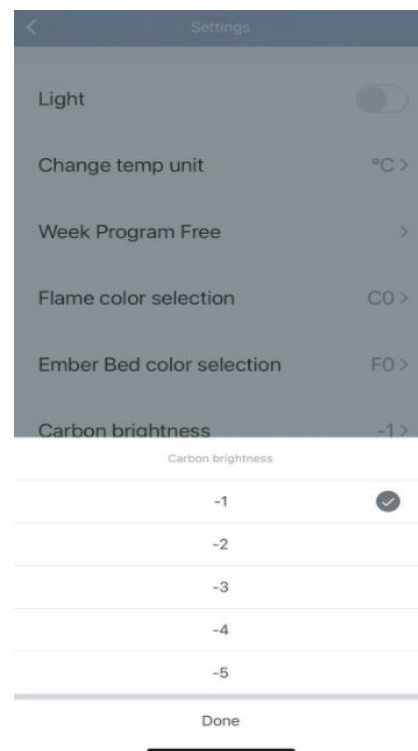 Settings
Light
Change temp unit °C >
Week Program Free >
Flame color selection C0 >
Ember Bed color selection F0 >
Carbon brightness -1 >
Carbon brightness
-1
-2
-3
-4
-5
Done